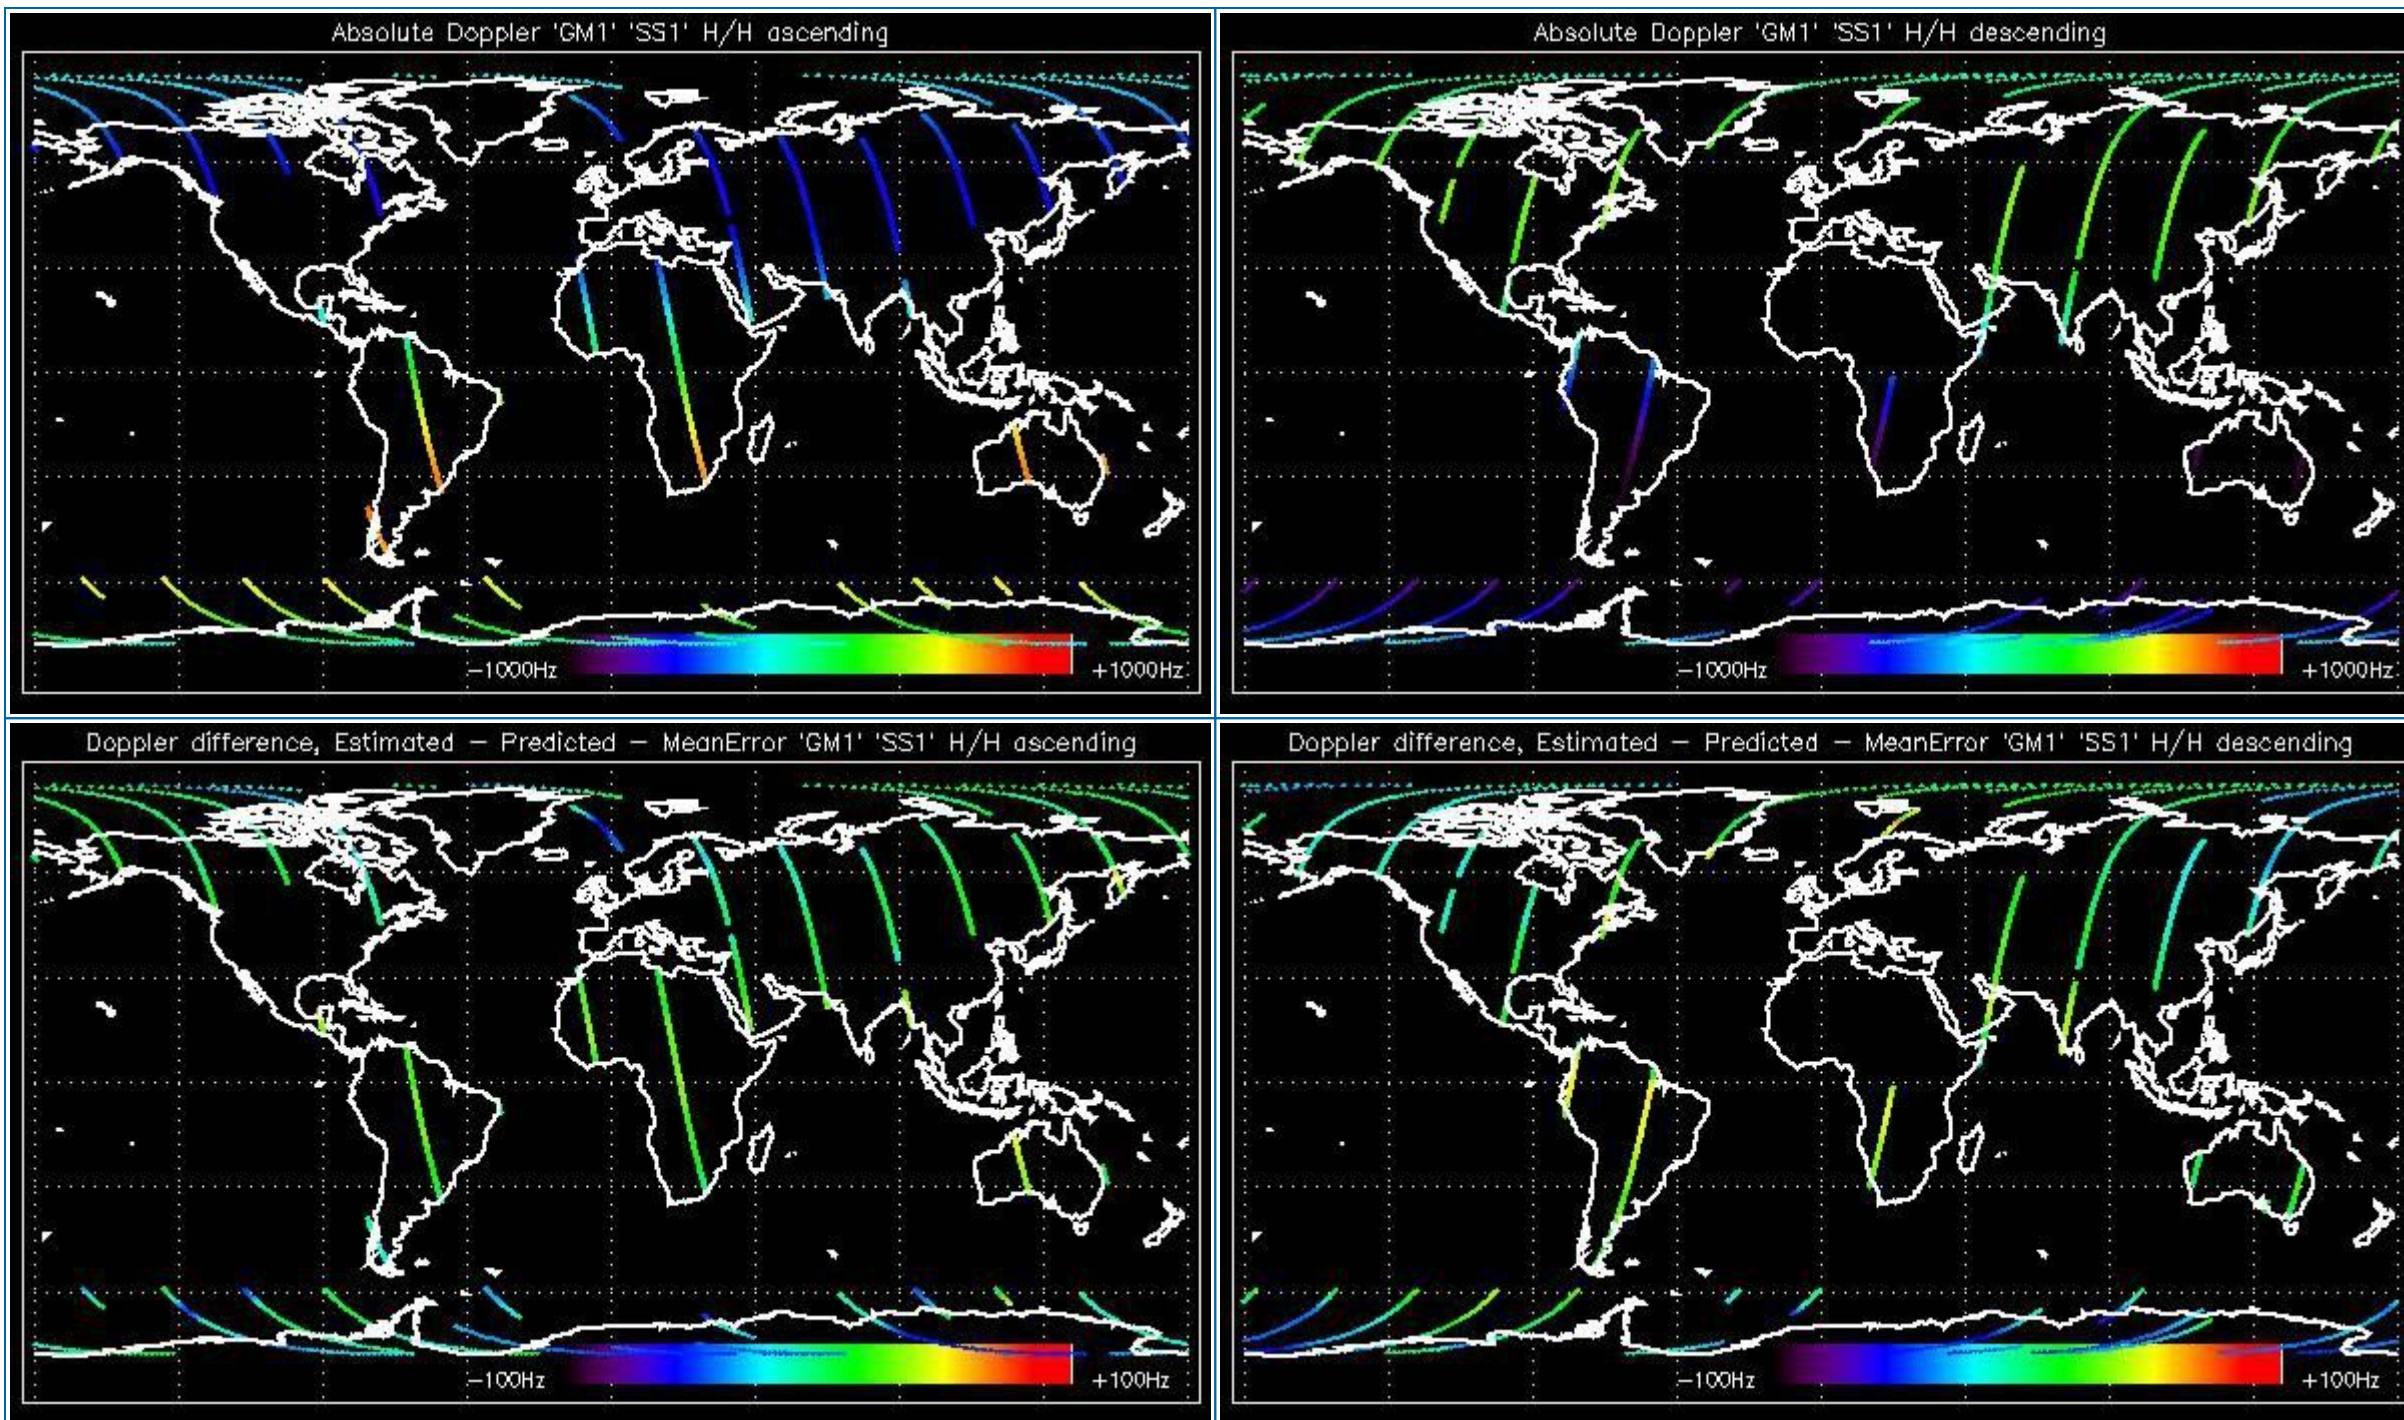 Absolute Doppler 'GM1' 'SS1' H/H ascending
-1000Hz
+1000Hz
Absolute Doppler 'GM1' 'SS1' H/H descending
-1000Hz
+1000Hz
Doppler difference, Estimated - Predicted - MeanError 'GM1' 'SS1' H/H ascending
-100Hz
+100Hz
Doppler difference, Estimated - Predicted - MeanError 'GM1' 'SS1' H/H descending
-100Hz
+100Hz